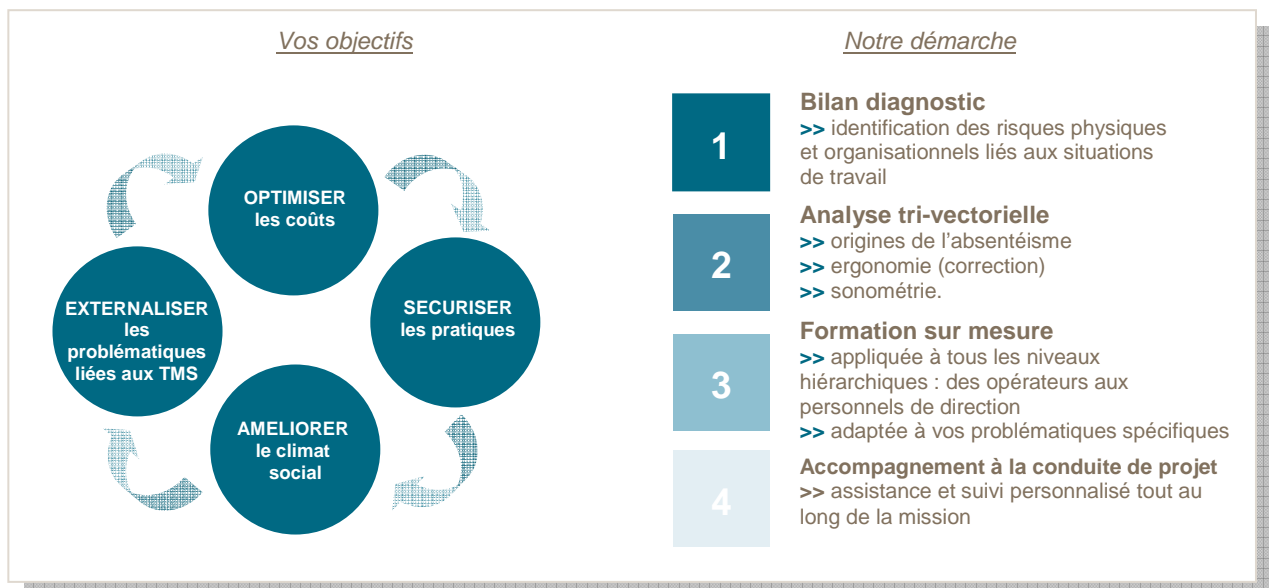 Vos objectifs
OPTIMISER
les coûts
SECURISER
les pratiques
AMELIORER
le climat
social
EXTERNALISER
les
problématiques
liées aux TMS
Notre démarche
1
Bilan diagnostic
>> identification des risques physiques
et organisationnels liés aux situations
de travail
2
Analyse tri-vectorielle
>> origines de l'absentéisme
>> ergonomie (correction)
>> sonométrie.
3
Formation sur mesure
>> appliquée à tous les niveaux
hiérarchiques : des opérateurs aux
personnels de direction
>> adaptée à vos problématiques spécifiques
4
Accompagnement à la conduite de projet
>> assistance et suivi personnalisé tout au
long de la mission